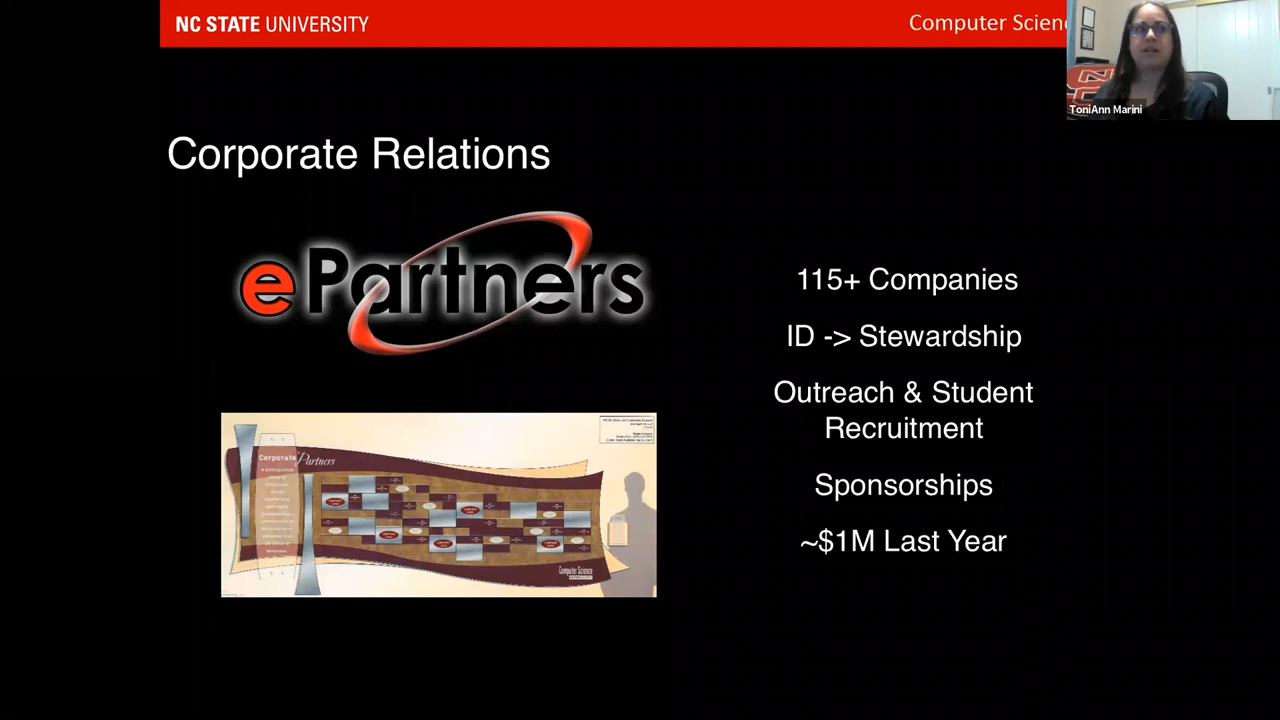 NC STATE UNIVERSITY
Computer Scienc
ToniAnn Marini
Corporate Relations
ePartners
115+ Companies
ID -> Stewardship
Outreach & Student
Recruitment
Sponsorships
~$1M Last Year
Corporate Partners
Computer Science